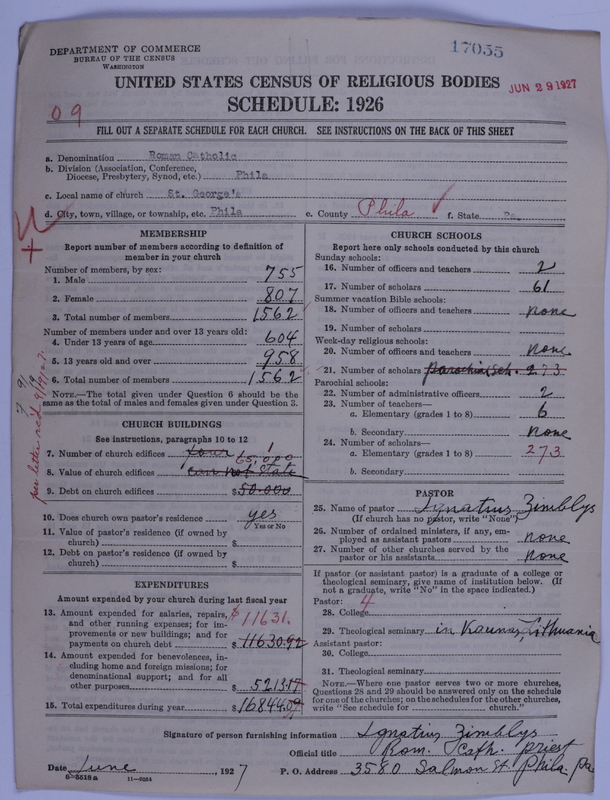 DEPARTMENT OF COMMERCE
BUREAU OF THE CENSUS
WASHINGTON
17055
UNITED STATES CENSUS OF RELIGIOUS BODIES
JUN 29 1927
SCHEDULE: 1926
09
FILL OUT A SEPARATE SCHEDULE FOR EACH CHURCH. SEE INSTRUCTIONS ON THE BACK OF THIS SHEET
a. Denomination Roman Catholic
b. Division (Association, Conference,
Diocese, Presbytery, Synod, etc.) Phila
c. Local name of church St. George's
d. City, town, village, or township, etc. Phila e. County Phila f. State Pa.
MEMBERSHIP
Report number of members according to definition of
member in your church
Number of members, by sex:
1. Male 755
2. Female 807
3. Total number of members 1562
Number of members under and over 13 years old:
4. Under 13 years of age 604
5. 13 years old and over 958
6. Total number of members 1562
NOTE.—The total given under Question 6 should be the
same as the total of males and females given under Question 3.
per letter rec'd
CHURCH BUILDINGS
See instructions, paragraphs 10 to 12
7. Number of church edifices four 1
65,000
8. Value of church edifices can not State
9. Debt on church edifices $50.000
10. Does church own pastor's residence yes
Yes or No
11. Value of pastor's residence (if owned by
church) $
12. Debt on pastor's residence (if owned by
church) $
EXPENDITURES
Amount expended by your church during last fiscal year
13. Amount expended for salaries, repairs,
and other running expenses; for im-
provements or new buildings; and for
payments on church debt $11630.92
$11631.
14. Amount expended for benevolences, in-
cluding home and foreign missions; for
denominational support; and for all
other purposes $5213.17
15. Total expenditures during year $16844.09
CHURCH SCHOOLS
Report here only schools conducted by this church
Sunday schools:
16. Number of officers and teachers 2
17. Number of scholars 61
Summer vacation Bible schools:
18. Number of officers and teachers none
19. Number of scholars
Week-day religious schools:
20. Number of officers and teachers none
21. Number of scholars parochial Sch. 273
Parochial schools:
22. Number of administrative officers 2
23. Number of teachers—
a. Elementary (grades 1 to 8) 6
b. Secondary none
24. Number of scholars—
a. Elementary (grades 1 to 8) 273
b. Secondary
PASTOR
25. Name of pastor Ignatius Zimblys
(If church has no pastor, write "None")
26. Number of ordained ministers, if any, em-
ployed as assistant pastors none
27. Number of other churches served by the
pastor or his assistants none
If pastor (or assistant pastor) is a graduate of a college or
theological seminary, give name of institution below. (If
not a graduate, write "No" in the space indicated.)
Pastor: 4
28. College
29. Theological seminary in Kaunas, Lithuania
Assistant pastor:
30. College
31. Theological seminary
NOTE.—Where one pastor serves two or more churches,
Questions 28 and 29 should be answered only on the schedule
for one of the churches; on the schedules for the other churches,
write "See schedule for church."
Signature of person furnishing information Ignatius Zimblys
Official title Rom. Cath. priest
Date June, 1927 P. O. Address 3580 Salmon St. Phila Pa
8-5518a 11-9264